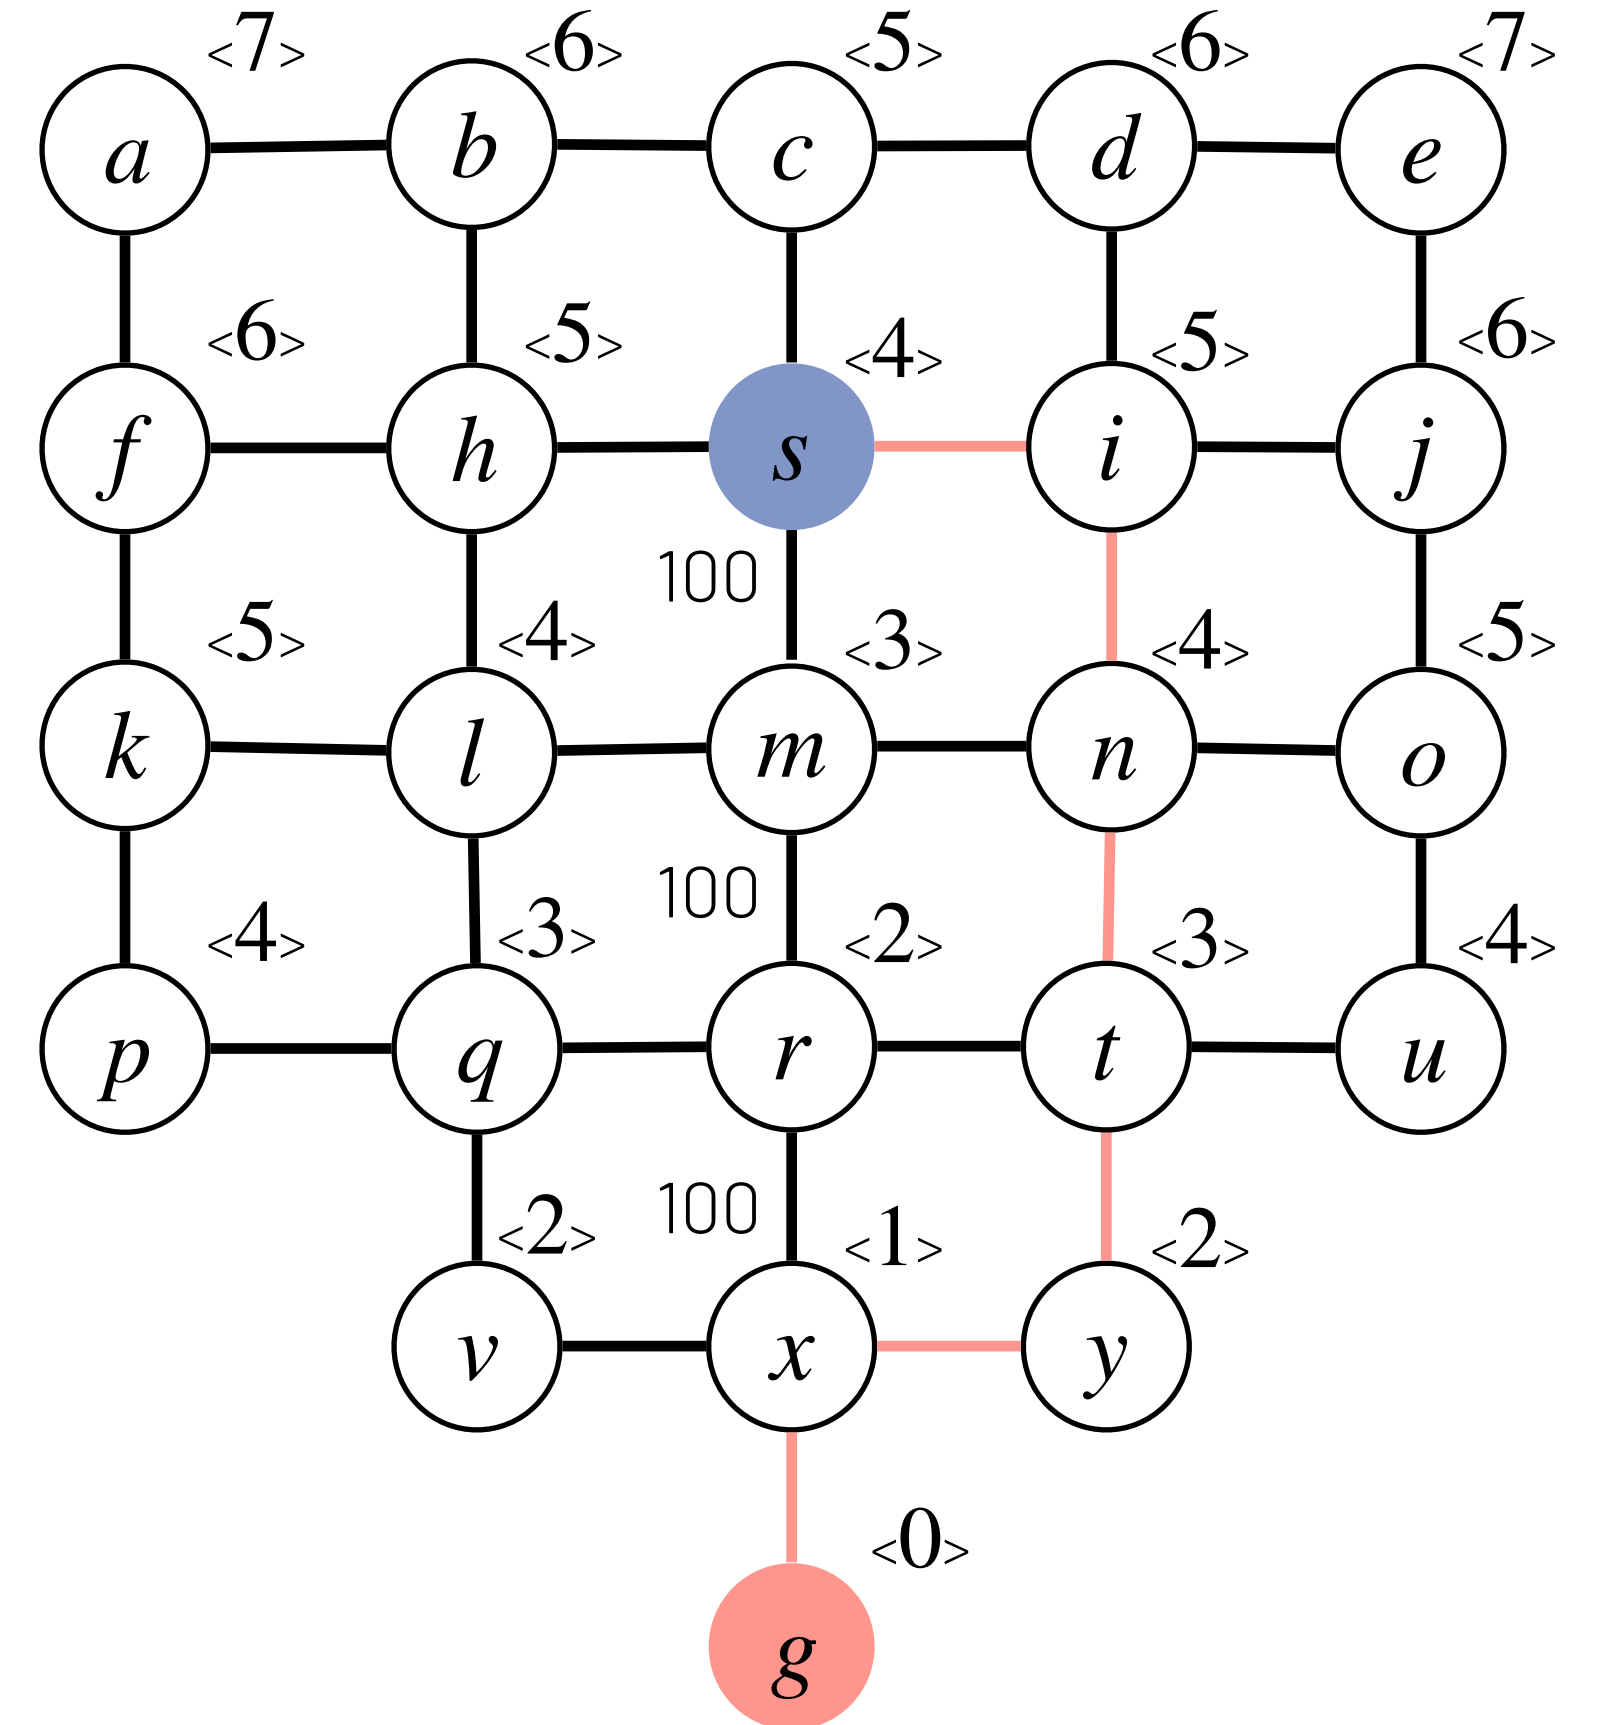 <7> <6> <5> <6> <7>
a b c d e
<6> <5> <4> <5> <6>
f h s i j
100
<5> <4> <3> <4> <5>
k l m n o
100
<4> <3> <2> <3> <4>
p q r t u
100
<2> <1> <2>
v x y
<0>
g